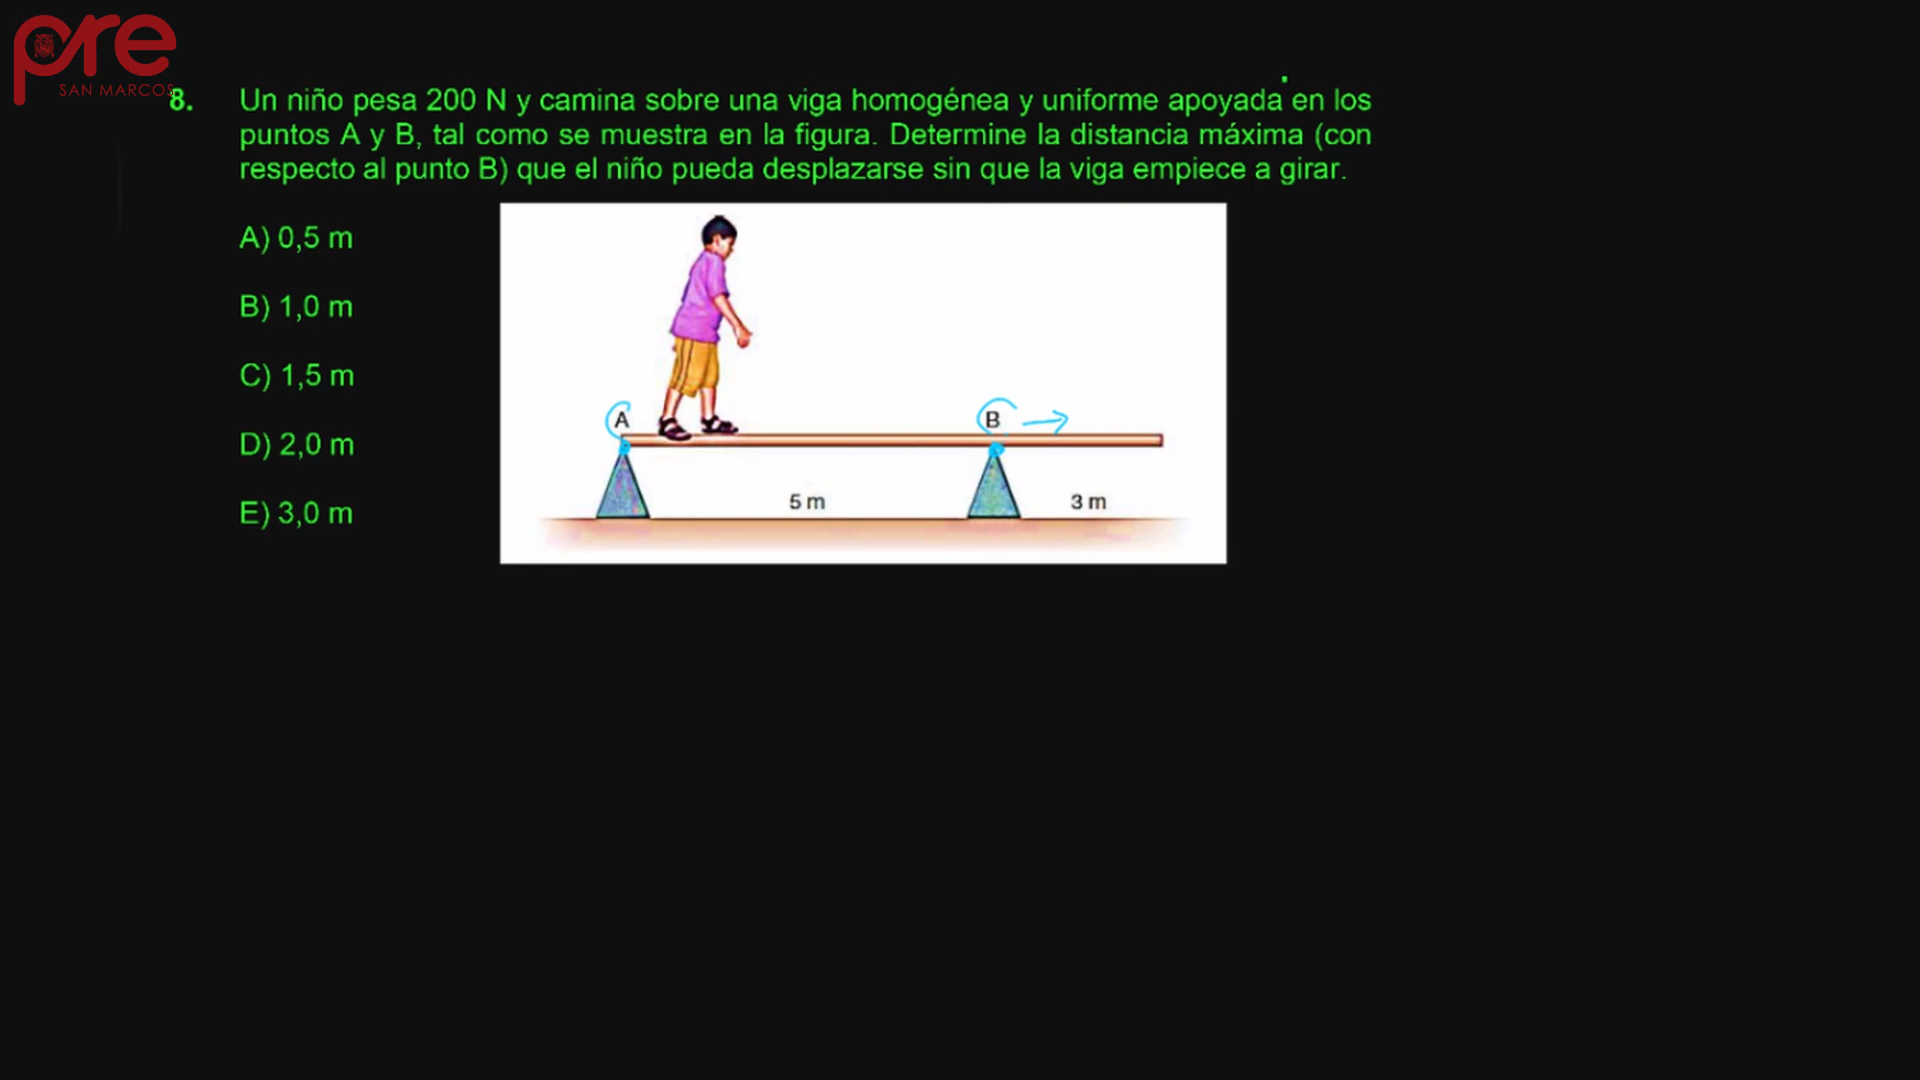 pre
SAN MARCOS
8. Un niño pesa 200 N y camina sobre una viga homogénea y uniforme apoyada en los
puntos A y B, tal como se muestra en la figura. Determine la distancia máxima (con
respecto al punto B) que el niño pueda desplazarse sin que la viga empiece a girar.
A) 0,5 m
B) 1,0 m
C) 1,5 m
D) 2,0 m
E) 3,0 m
A
B
5 m
3 m